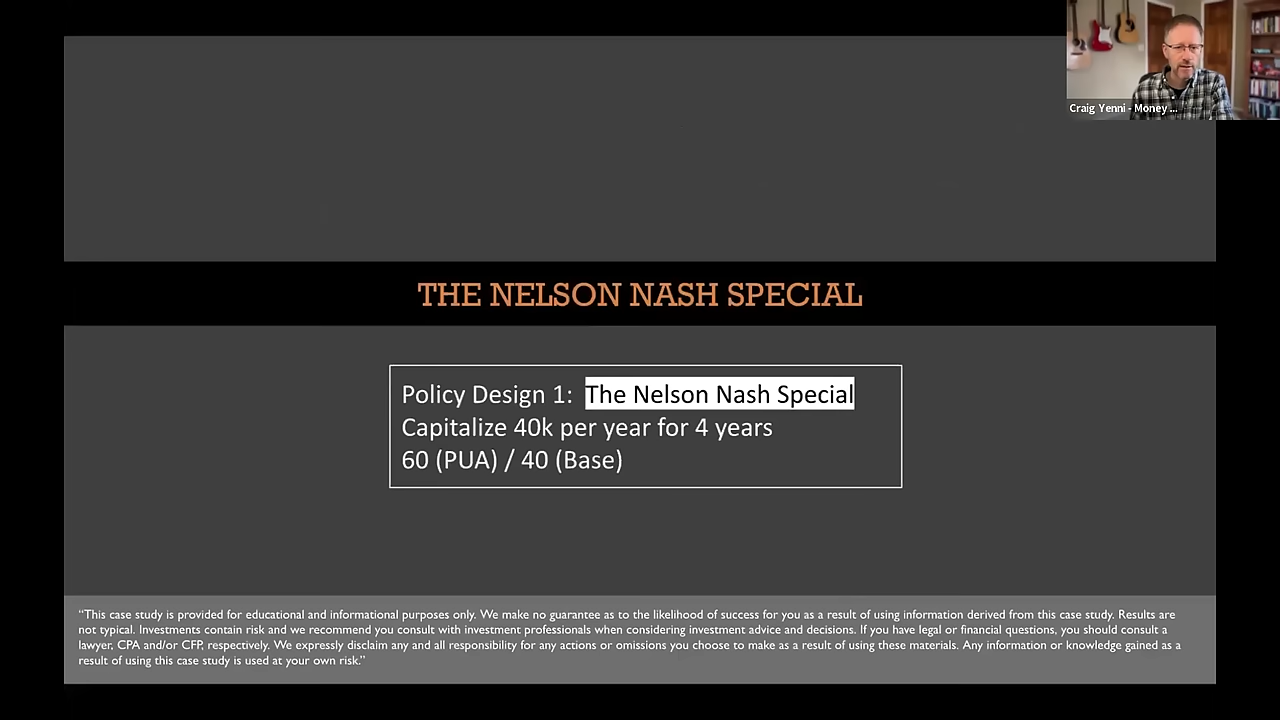 Craig Yenni - Money ...
THE NELSON NASH SPECIAL
Policy Design 1: The Nelson Nash Special
Capitalize 40k per year for 4 years
60 (PUA) / 40 (Base)
“This case study is provided for educational and informational purposes only. We make no guarantee as to the likelihood of success for you as a result of using information derived from this case study. Results are
not typical. Investments contain risk and we recommend you consult with investment professionals when considering investment advice and decisions. If you have legal or financial questions, you should consult a
lawyer, CPA and/or CFP, respectively. We expressly disclaim any and all responsibility for any actions or omissions you choose to make as a result of using these materials. Any information or knowledge gained as a
result of using this case study is used at your own risk.”